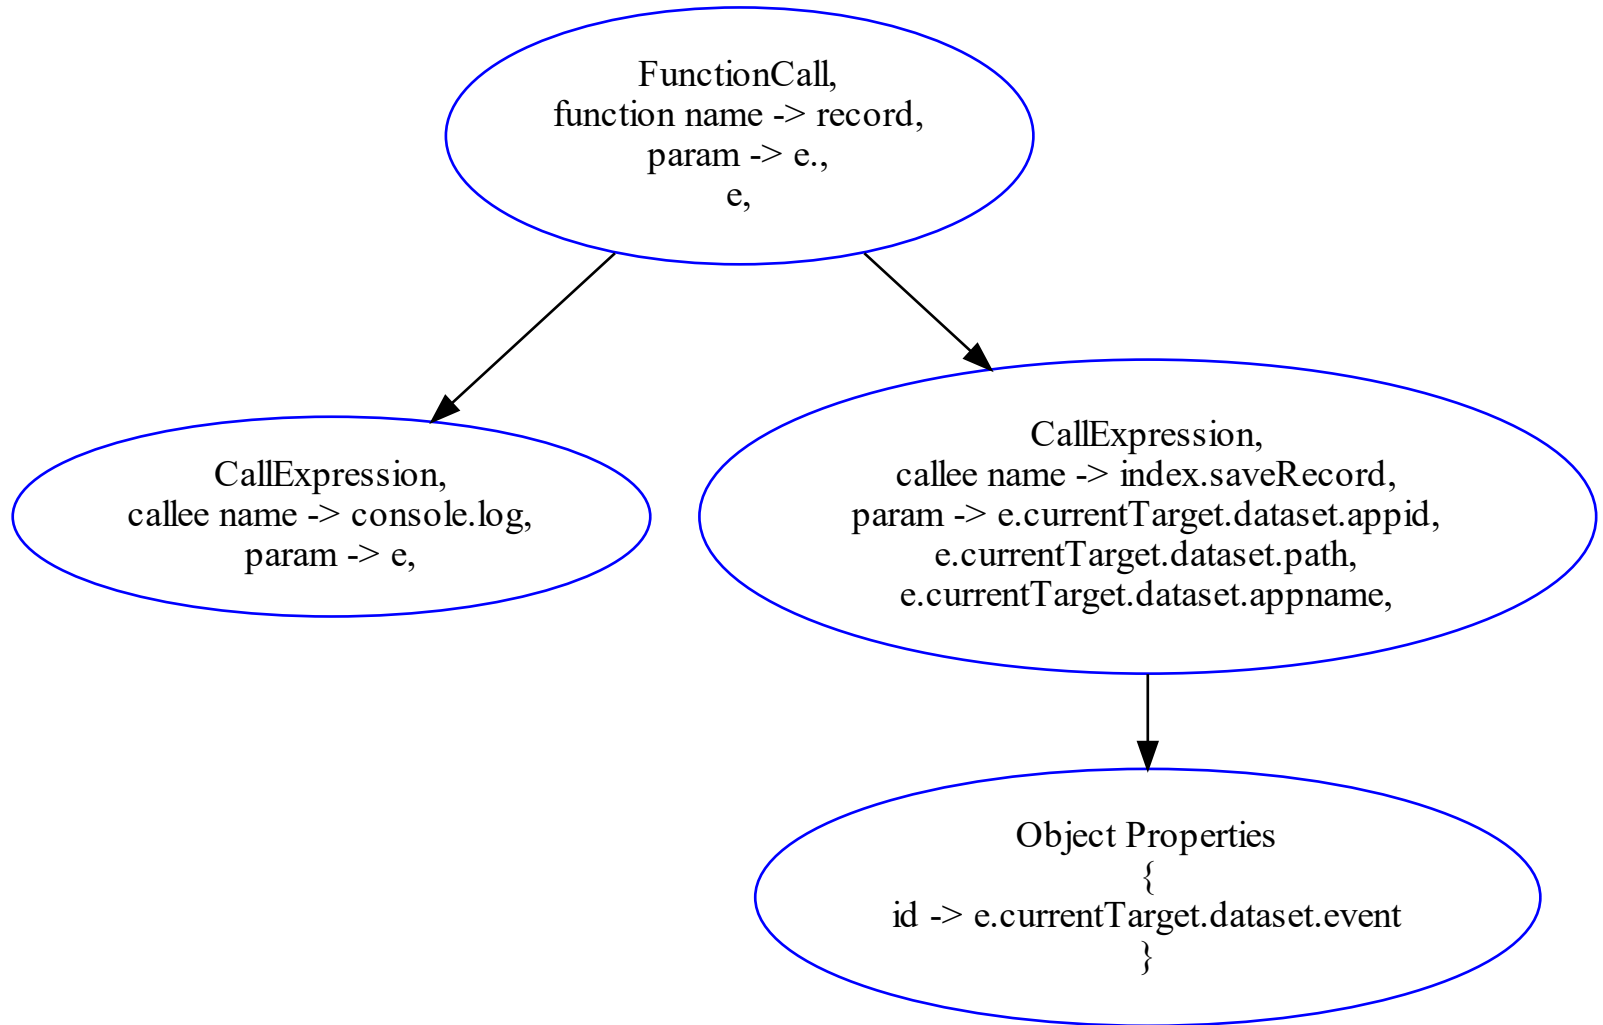 FunctionCall,
function name -> record,
param -> e.,
e,
CallExpression,
callee name -> console.log,
param -> e,
CallExpression,
callee name -> index.saveRecord,
param -> e.currentTarget.dataset.appid,
e.currentTarget.dataset.path,
e.currentTarget.dataset.appname,
Object Properties
{
id -> e.currentTarget.dataset.event
}